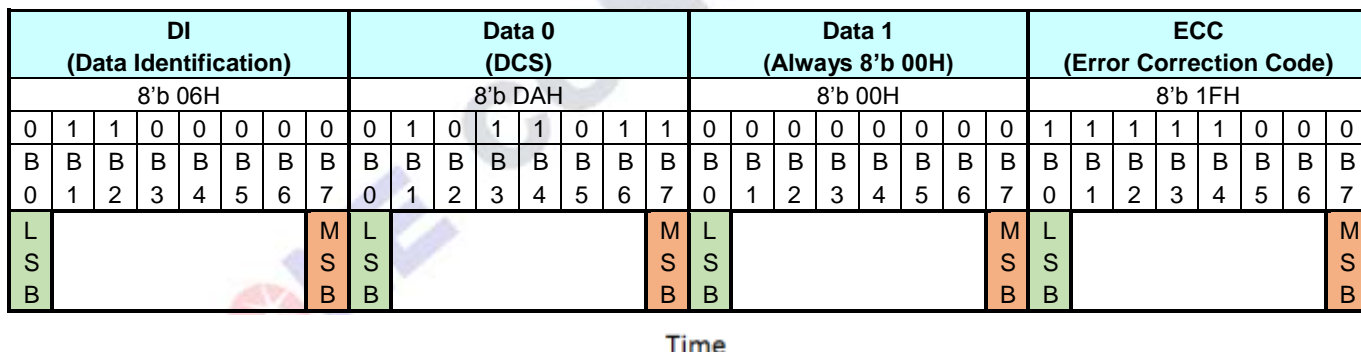 DI Data 0 Data 1 ECC
(Data Identification) (DCS) (Always 8’b 00H) (Error Correction Code)
8’b 06H 8’b DAH 8’b 00H 8’b 1FH
0 1 1 0 0 0 0 0 0 1 0 1 1 0 1 1 0 0 0 0 0 0 0 0 1 1 1 1 1 0 0 0
B B B B B B B B B B B B B B B B B B B B B B B B B B B B B B B B
0 1 2 3 4 5 6 7 0 1 2 3 4 5 6 7 0 1 2 3 4 5 6 7 0 1 2 3 4 5 6 7
L M L M L M L M
S S S S S S S S
B B B B B B B B
Time